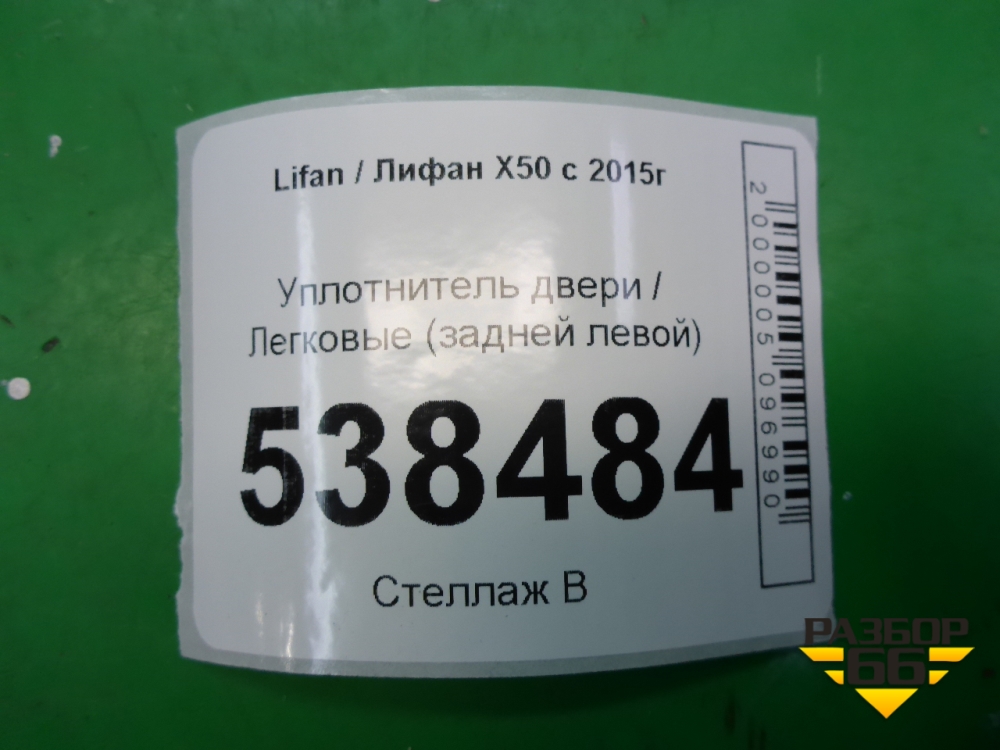 Lifan / Лифан X50 с 2015г
Уплотнитель двери /
Легковые (задней левой)
538484
Стеллаж В
2000005096990
РАЗБОР
66